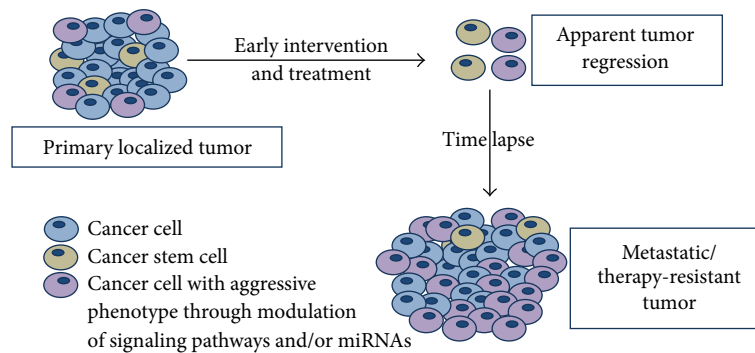 Early intervention
and treatment
Apparent tumor
regression
Primary localized tumor
Time lapse
Cancer cell
Cancer stem cell
Cancer cell with aggressive
phenotype through modulation
of signaling pathways and/or miRNAs
Metastatic/
therapy-resistant
tumor